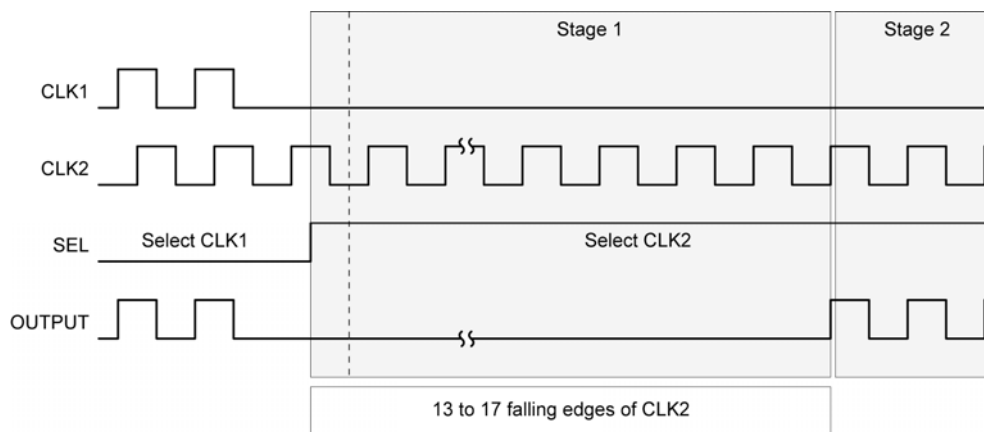 Stage 1
Stage 2
CLK1
CLK2
SEL
Select CLK1
Select CLK2
OUTPUT
13 to 17 falling edges of CLK2